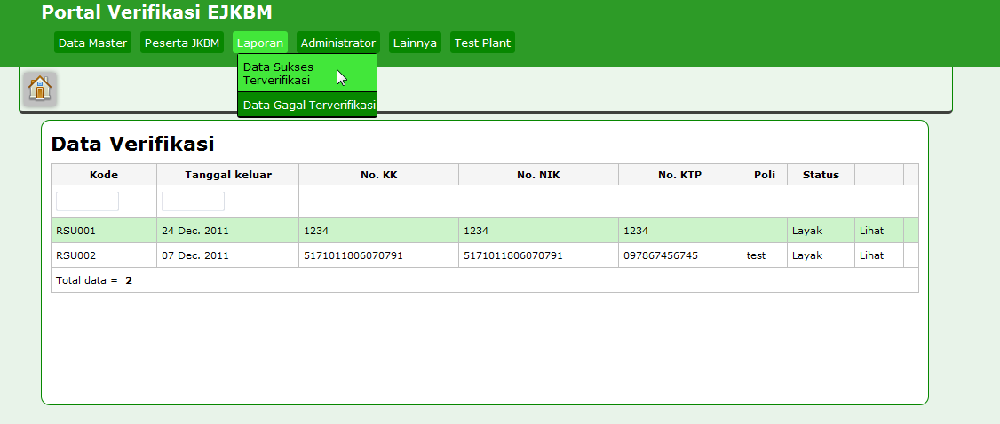 Portal Verifikasi EJKBM
Data Master Peserta JKBM Laporan Administrator Lainnya Test Plant
Data Sukses
Terverifikasi
Data Gagal Terverifikasi
Data Verifikasi
Kode Tanggal keluar No. KK No. NIK No. KTP Poli Status
RSU001 24 Dec. 2011 1234 1234 1234 Layak Lihat
RSU002 07 Dec. 2011 5171011806070791 5171011806070791 097867456745 test Layak Lihat
Total data = 2